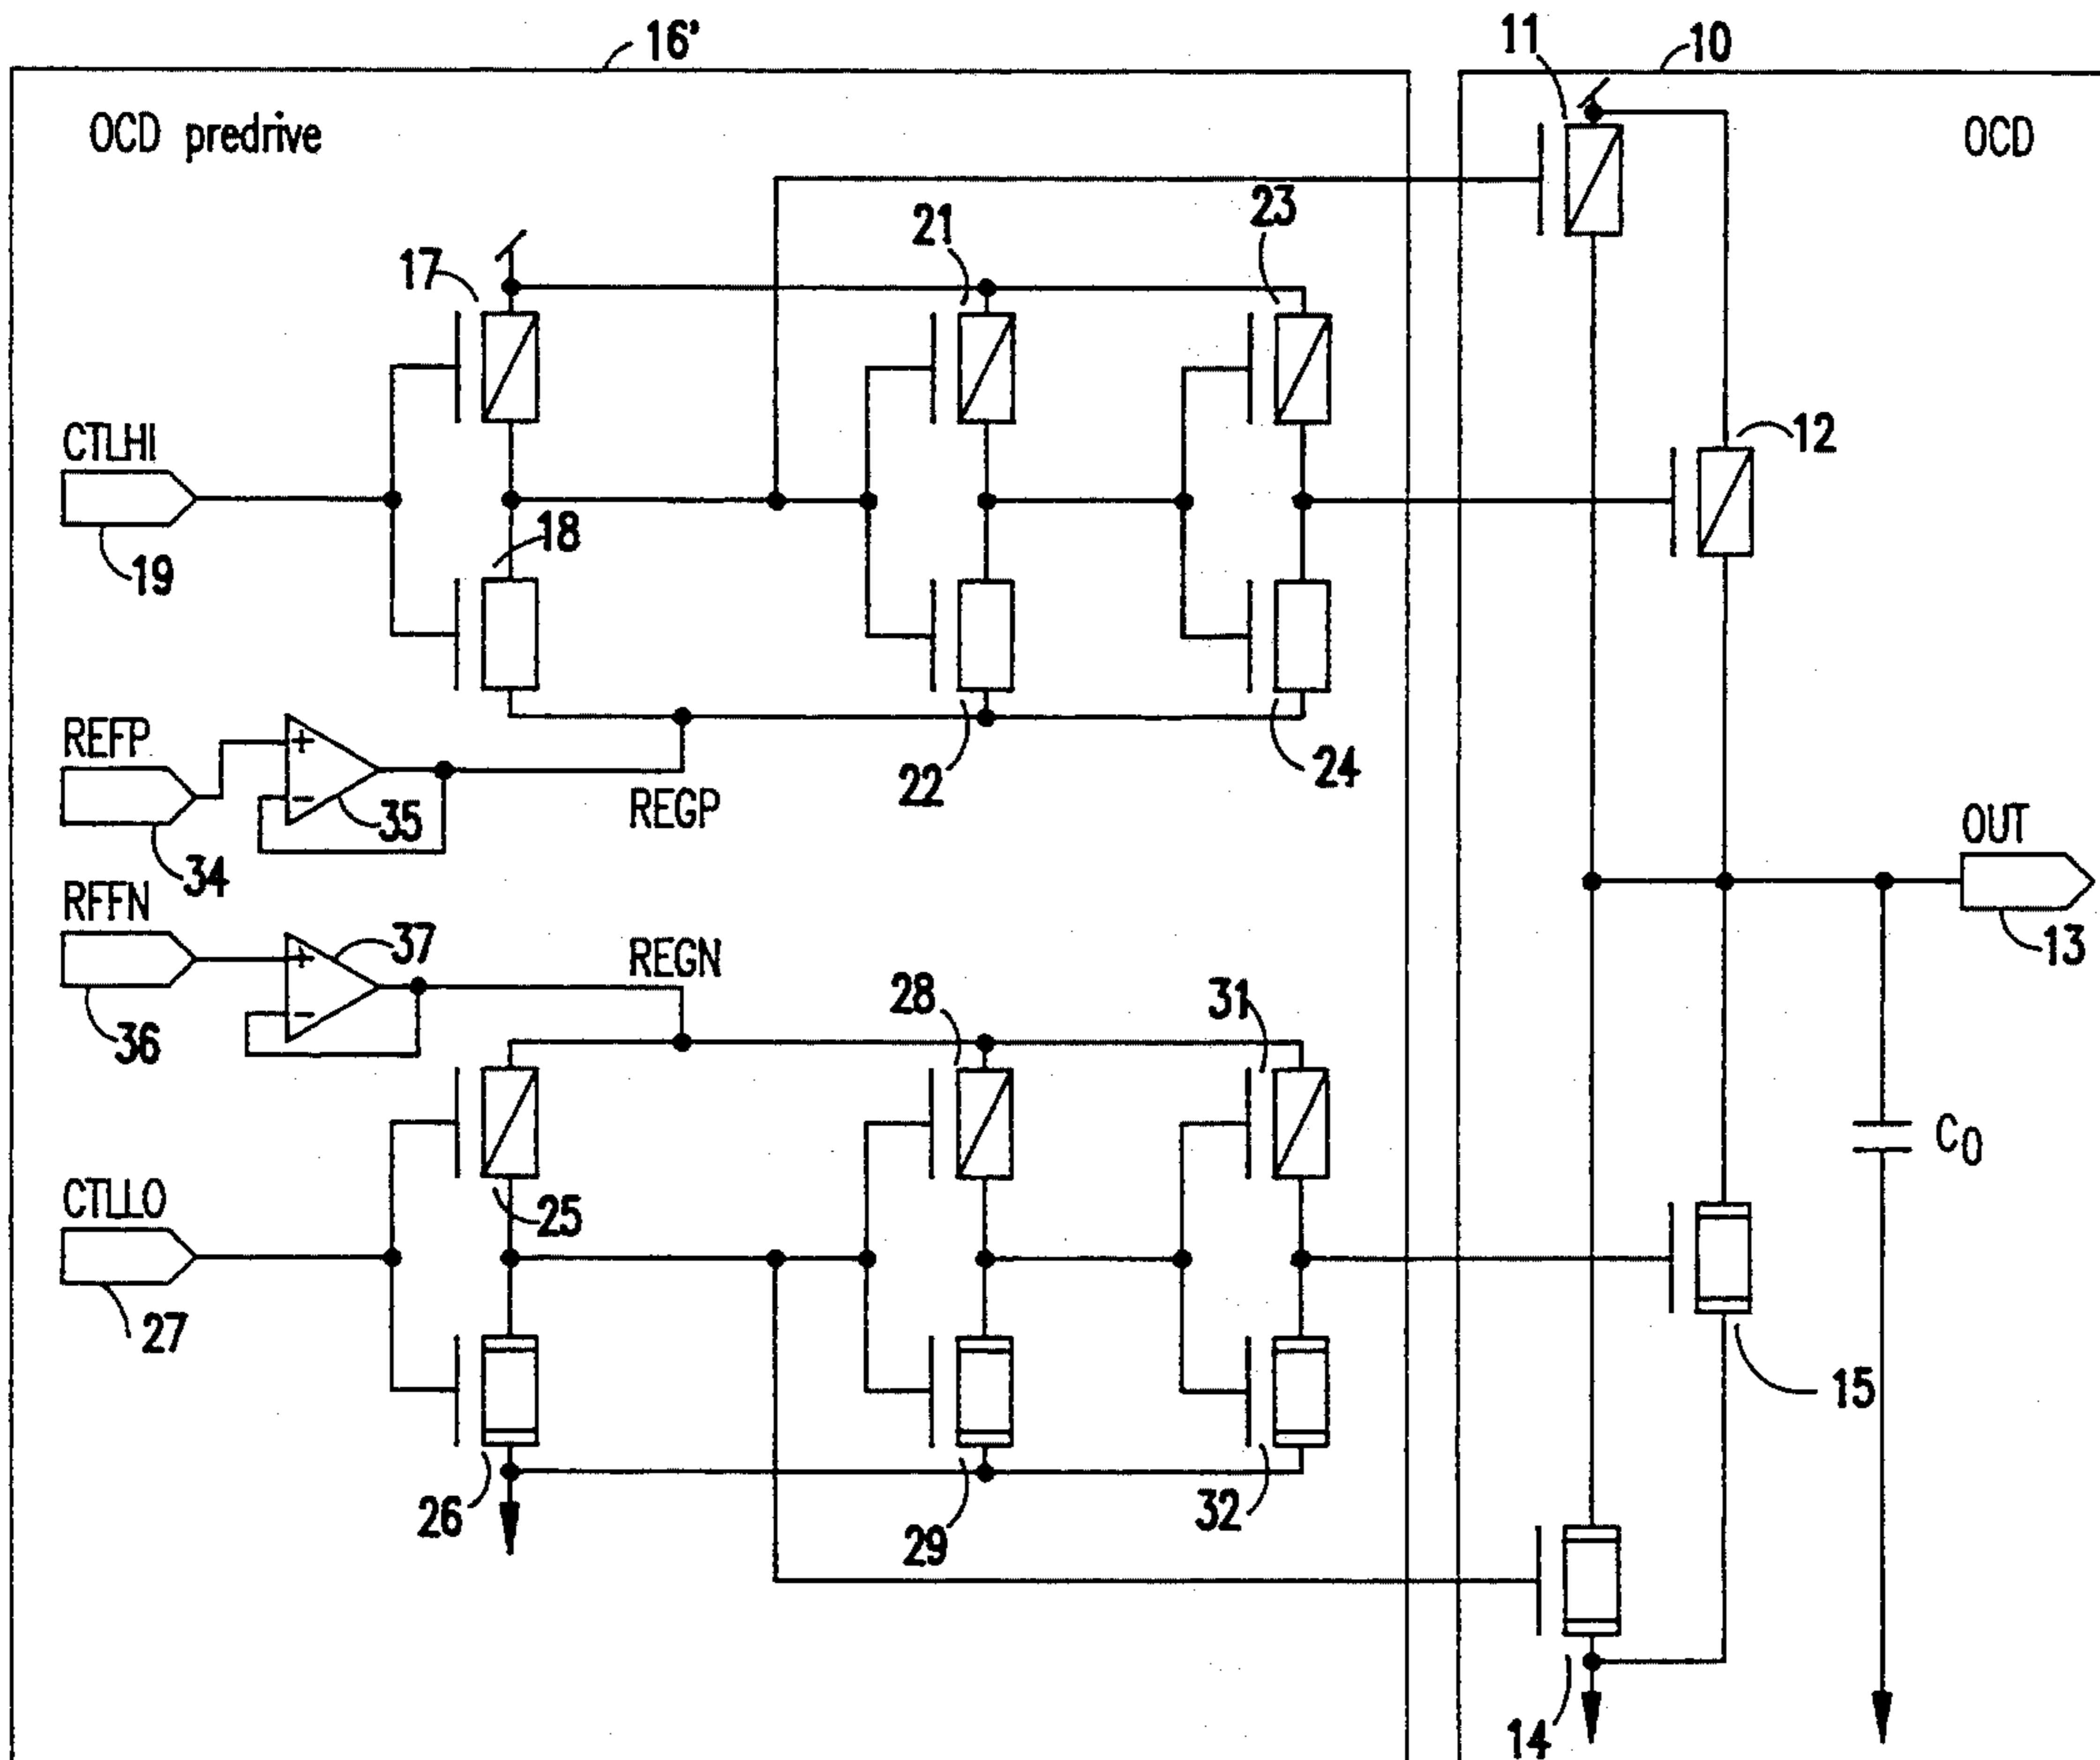 16'
11
10
OCD predrive
OCD
23
21
17
CTLHI
12
18
19
REFP
+
-
22
24
35
REGP
OUT
34
RFFN
37
+
-
REGN
13
28
31
36
C0
CTLLO
25
27
15
26
29
32
14